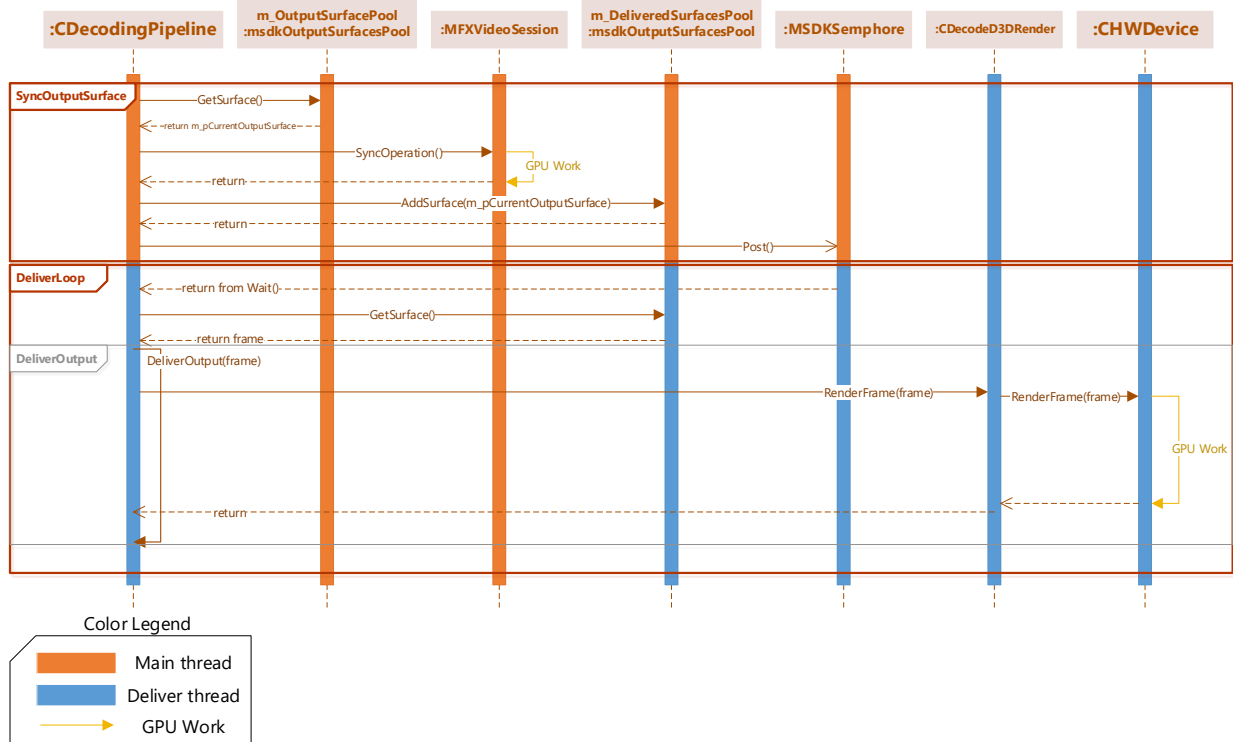 :CDecodingPipeline
m_OutputSurfacePool
:msdkOutputSurfacesPool
:MFXVideoSession
m_DeliveredSurfacesPool
:msdkOutputSurfacesPool
:MSDKSemphore
:CDecodeD3DRender
:CHWDevice
SyncOutputSurface
GetSurface()
return m_pCurrentOutputSurface
SyncOperation()
GPU Work
return
AddSurface(m_pCurrentOutputSurface)
return
Post()
DeliverLoop
return from Wait()
GetSurface()
return frame
DeliverOutput
DeliverOutput(frame)
RenderFrame(frame)
RenderFrame(frame)
GPU Work
return
Color Legend
Main thread
Deliver thread
GPU Work